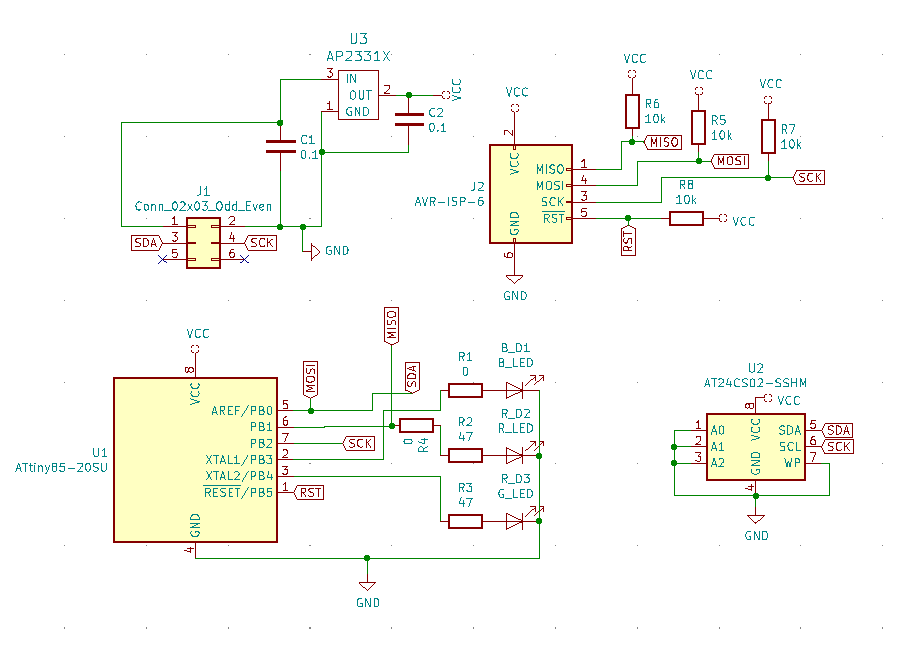 U3
AP2331X
3 IN
OUT 2
1 GND
VCC
C1
0.1
C2
0.1
J1
Conn_02x03_Odd_Even
1 2
SDA 3 4 SCK
5 6
GND
VCC
2
VCC
J2
AVR-ISP-6
MISO 1
MOSI 4
SCK 3
RST 5
GND
6
GND
VCC
R6
10k
MISO
VCC
R5
10k
MOSI
VCC
R7
10k
SCK
R8
10k
VCC
RST
VCC
8
VCC
U1
ATtiny85-20SU
AREF/PB0 5
PB1 6
PB2 7
XTAL1/PB3 2
XTAL2/PB4 3
RESET/PB5 1
GND
4
MOSI
MISO
SDA
SCK
RST
R4
0
R1
0
B_D1
B_LED
R2
47
R_D2
R_LED
R3
47
R_D3
G_LED
GND
U2
AT24CS02-SSHM
8 VCC
VCC
1 A0
2 A1
3 A2
SDA 5 SDA
SCL 6 SCK
WP 7
GND
4
GND